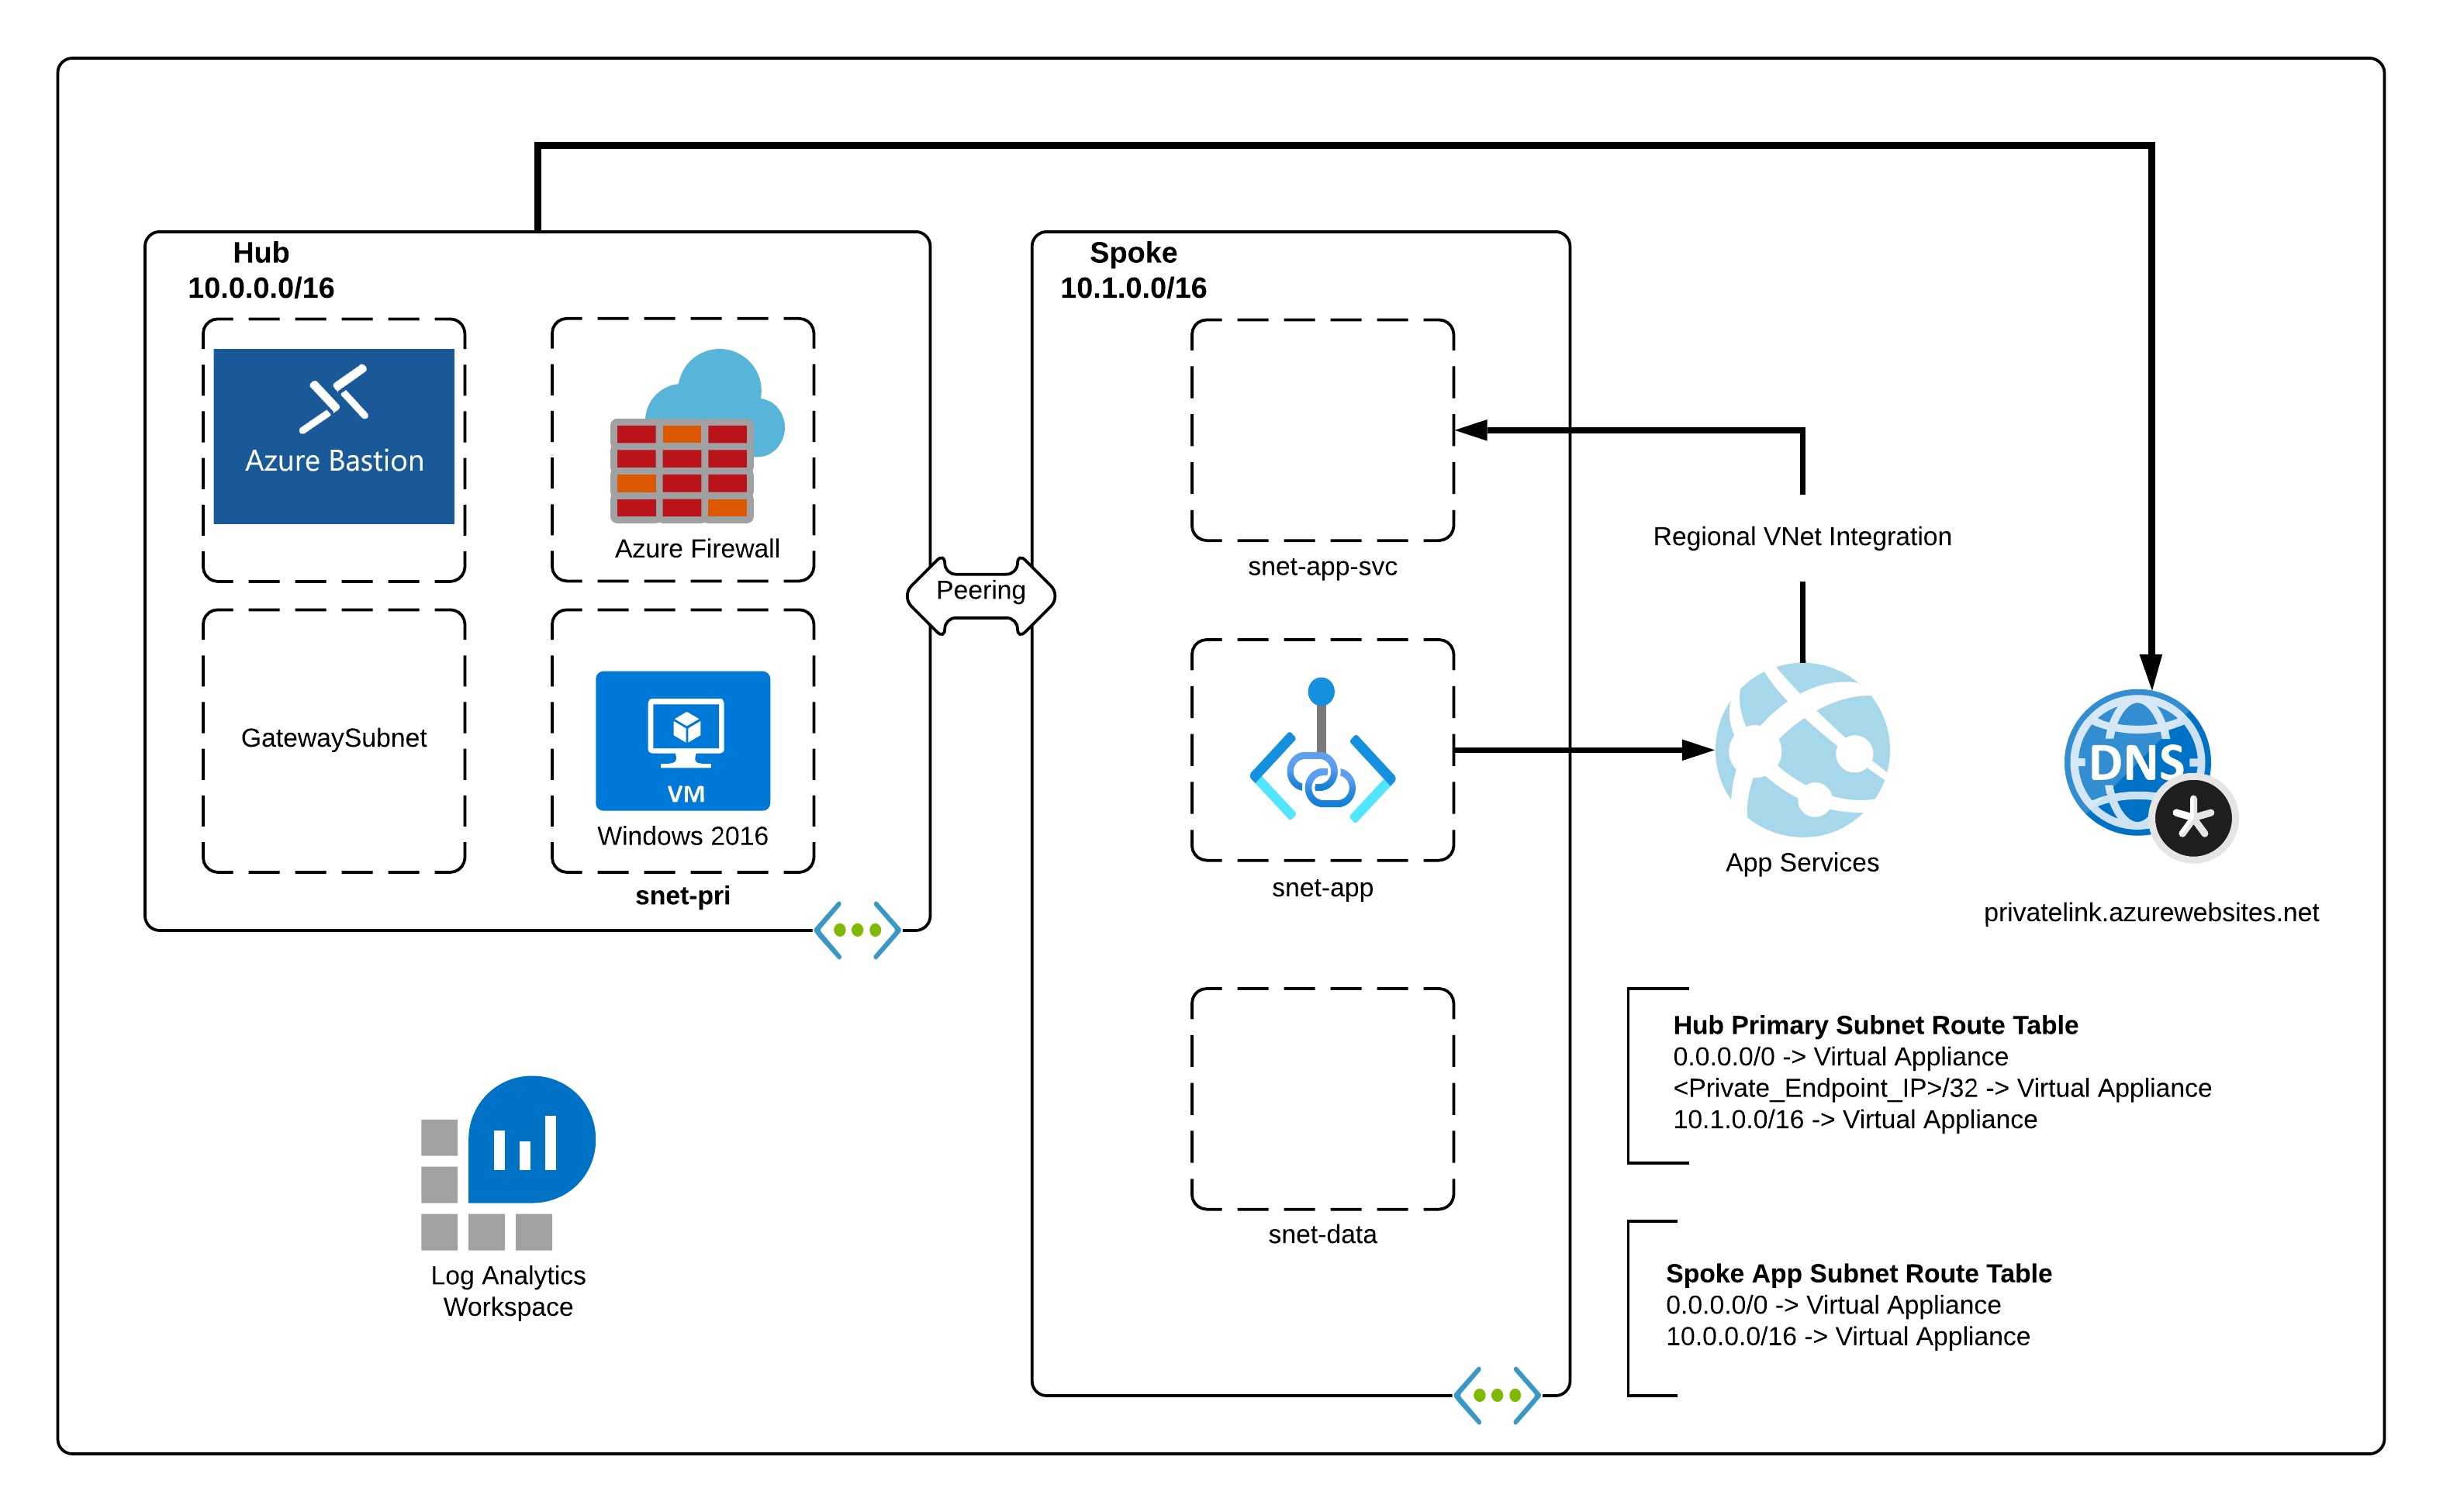 Hub
10.0.0.0/16
Azure Bastion
Azure Firewall
GatewaySubnet
VM
Windows 2016
snet-pri
Peering
Spoke
10.1.0.0/16
snet-app-svc
snet-app
snet-data
Regional VNet Integration
App Services
DNS
privatelink.azurewebsites.net
Log Analytics
Workspace
Hub Primary Subnet Route Table
0.0.0.0/0 -> Virtual Appliance
<Private_Endpoint_IP>/32 -> Virtual Appliance
10.1.0.0/16 -> Virtual Appliance
Spoke App Subnet Route Table
0.0.0.0/0 -> Virtual Appliance
10.0.0.0/16 -> Virtual Appliance